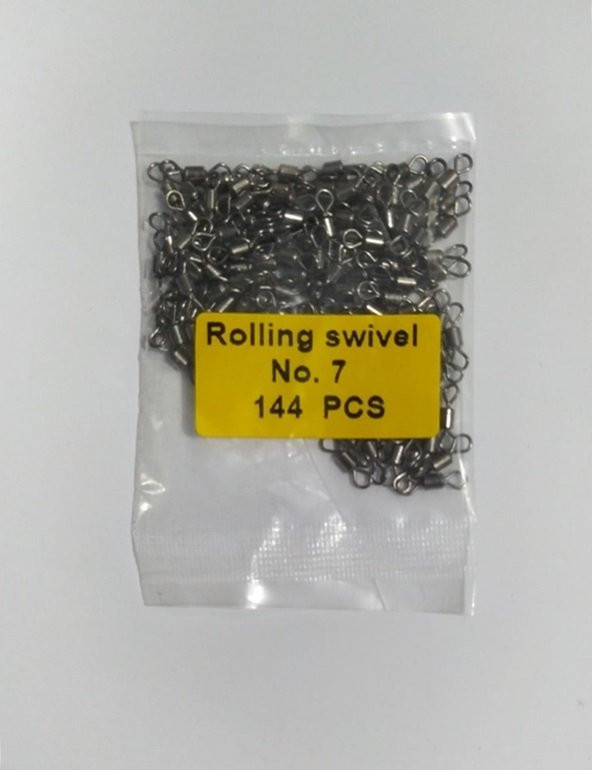 Rolling swivel
No. 7
144 PCS